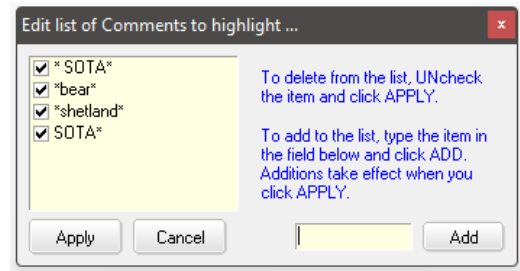 Edit list of Comments to highlight ...
x
* SOTA*
*bear*
*shetland*
SOTA*
To delete from the list, UNcheck
the item and click APPLY.
To add to the list, type the item in
the field below and click ADD.
Additions take effect when you
click APPLY.
Apply
Cancel
Add